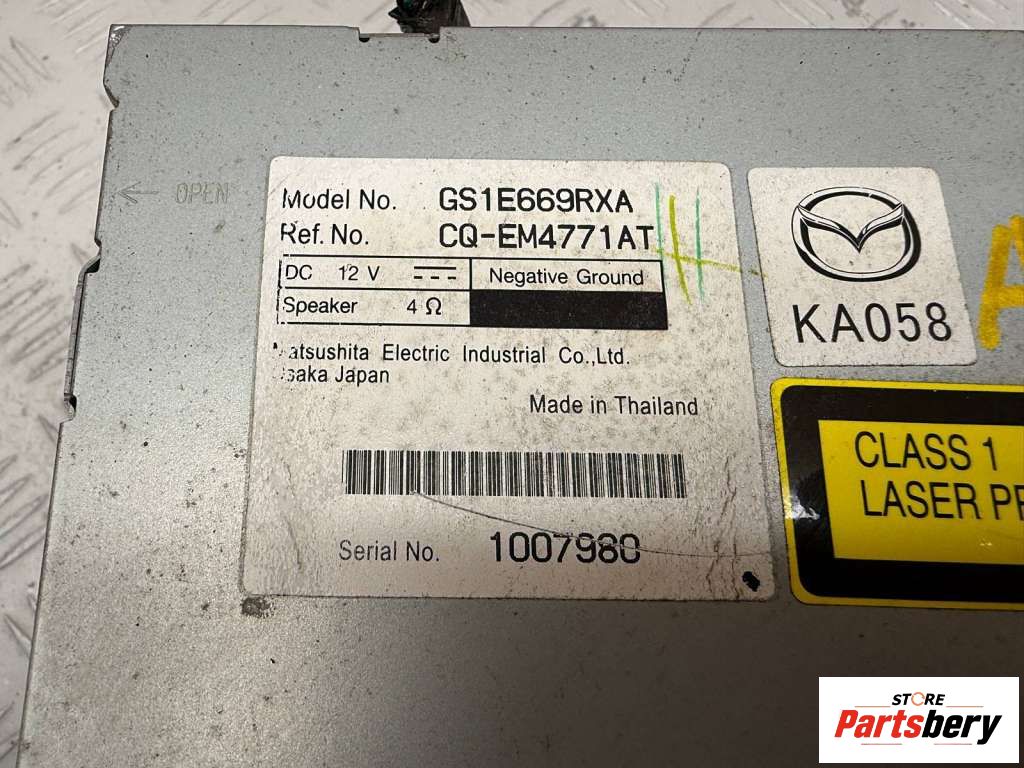 ← OPEN
Model No. GS1E669RXA
Ref. No. CQ-EM4771AT
DC 12 V Negative Ground
Speaker 4 Ω
atsushita Electric Industrial Co.,Ltd.
saka Japan
Made in Thailand
Serial No. 1007980
KA058
CLASS 1
LASER PR
STORE
Partsbery